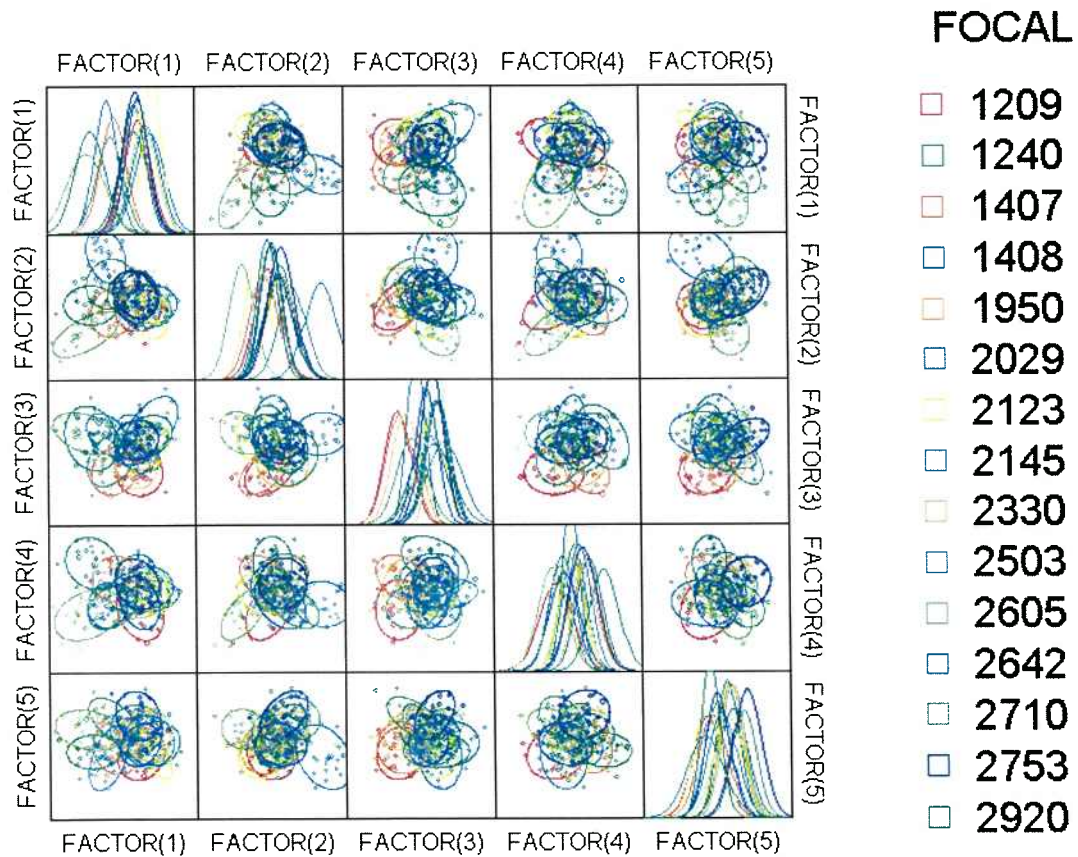 FOCAL
FACTOR(1) FACTOR(2) FACTOR(3) FACTOR(4) FACTOR(5)
FACTOR(1)
FACTOR(2)
FACTOR(3)
FACTOR(4)
FACTOR(5)
FACTOR(1)
FACTOR(2)
FACTOR(3)
FACTOR(4)
FACTOR(5)
FACTOR(1) FACTOR(2) FACTOR(3) FACTOR(4) FACTOR(5)
1209
1240
1407
1408
1950
2029
2123
2145
2330
2503
2605
2642
2710
2753
2920